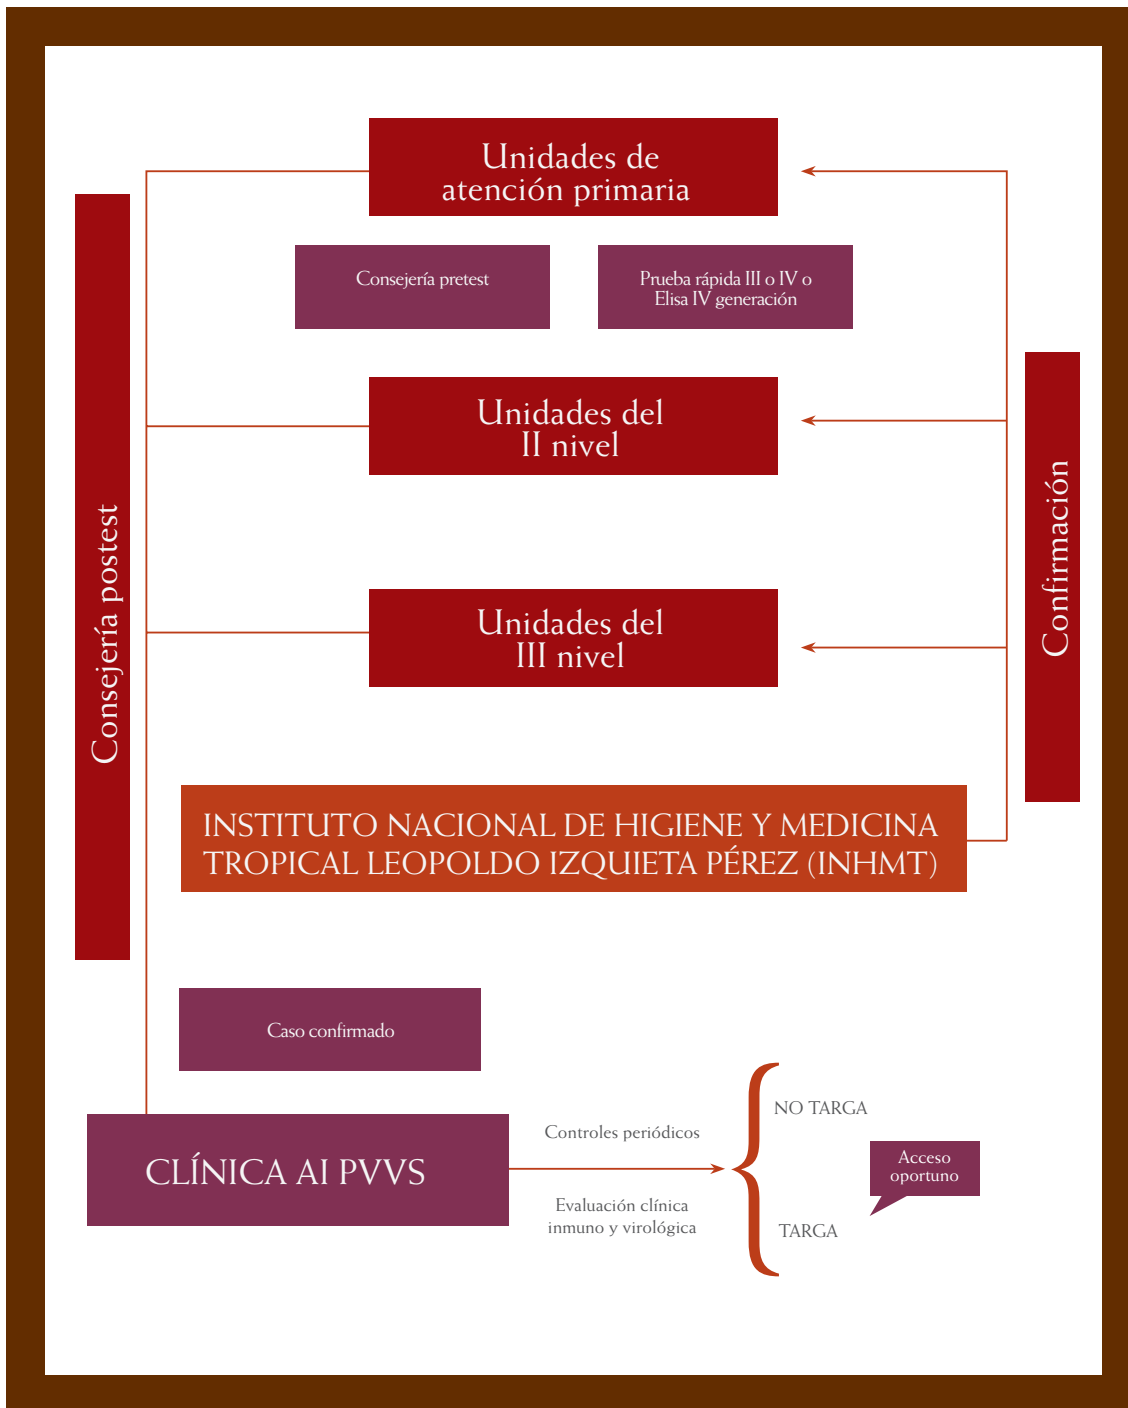 Unidades de
atención primaria
Consejería pretest
Prueba rápida III o IV o
Elisa IV generación
Unidades del
II nivel
Unidades del
III nivel
Consejería postest
Confirmación
INSTITUTO NACIONAL DE HIGIENE Y MEDICINA
TROPICAL LEOPOLDO IZQUIETA PÉREZ (INHMT)
Caso confirmado
CLÍNICA AI PVVS
Controles periódicos
Evaluación clínica
inmuno y virológica
NO TARGA
Acceso
oportuno
TARGA